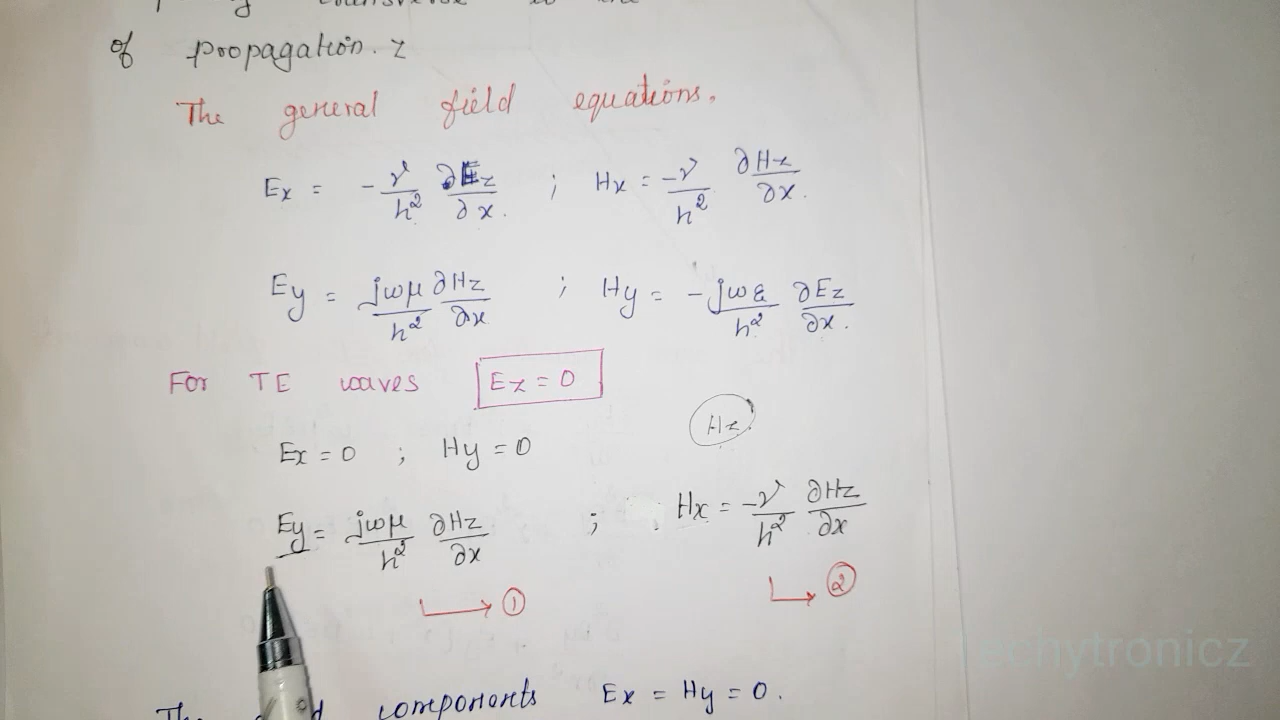 of propagation. z
The general field equations.
Ex = -γ/h² ∂Ez/∂x. ; Hx = -γ/h² ∂Hz/∂x.
Ey = jωμ/h² ∂Hz/∂x ; Hy = -jωε/h² ∂Ez/∂x.
For TE waves Ez = 0
Hz
Ex = 0 ; Hy = 0
Ey = jωμ/h² ∂Hz/∂x ; Hx = -γ/h² ∂Hz/∂x
① ②
components Ex = Hy = 0.
echytronicz